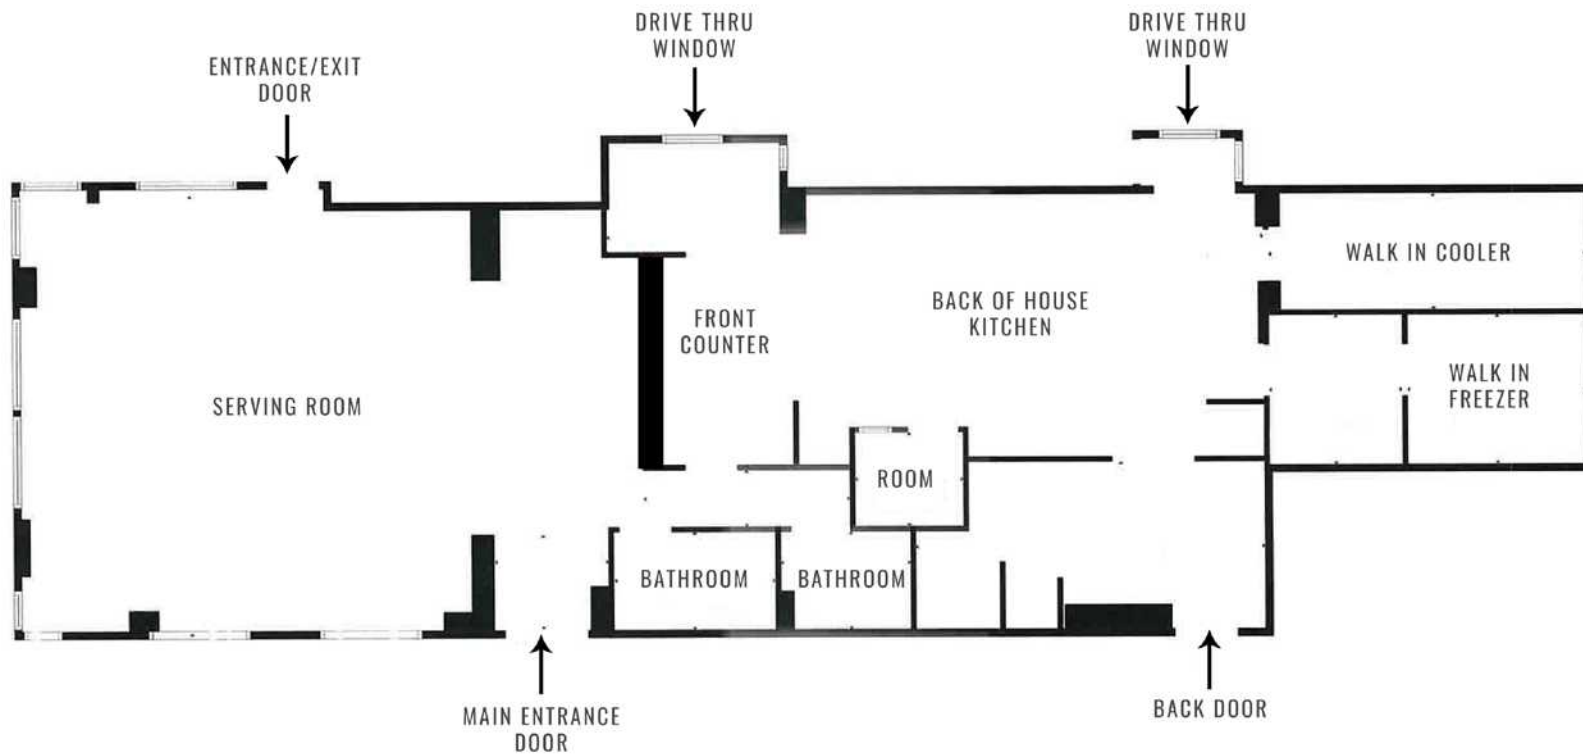 DRIVE THRU
WINDOW
DRIVE THRU
WINDOW
ENTRANCE/EXIT
DOOR
WALK IN COOLER
BACK OF HOUSE
KITCHEN
FRONT
COUNTER
WALK IN
FREEZER
SERVING ROOM
ROOM
BATHROOM
BATHROOM
MAIN ENTRANCE
DOOR
BACK DOOR